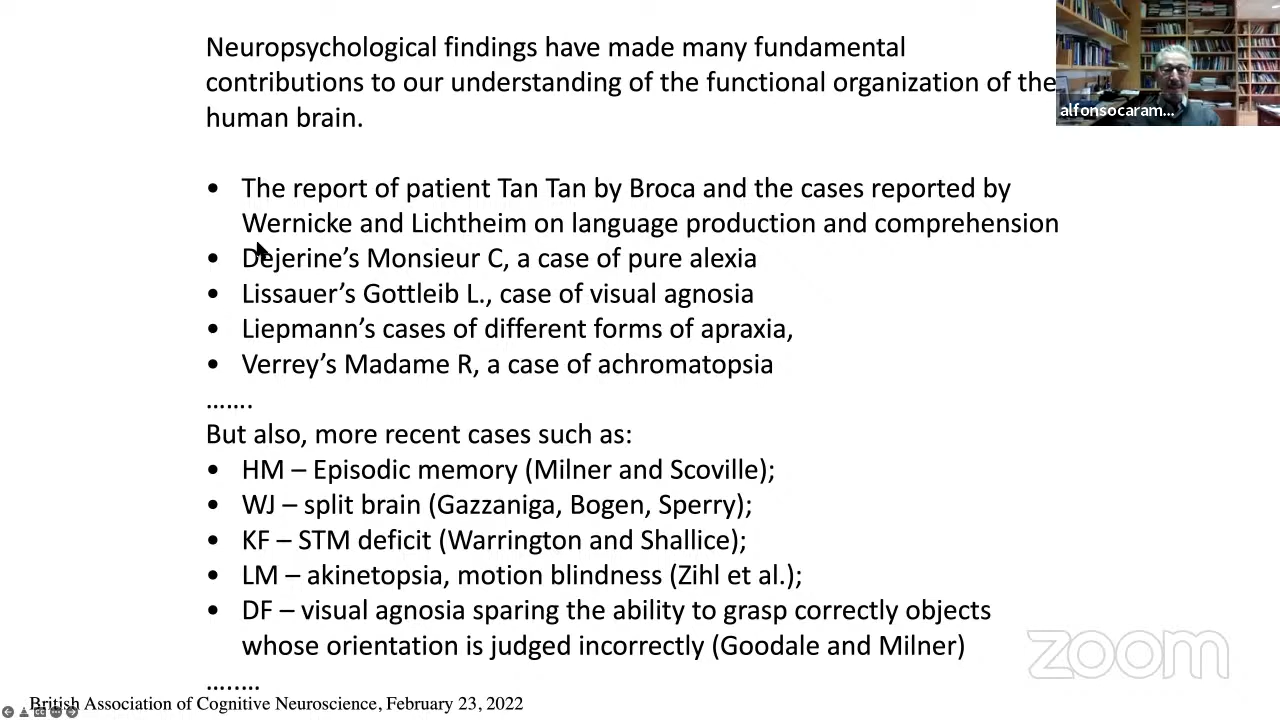 Neuropsychological findings have made many fundamental
contributions to our understanding of the functional organization of the
human brain.
alfonsocaram...
• The report of patient Tan Tan by Broca and the cases reported by
Wernicke and Lichtheim on language production and comprehension
• Dejerine’s Monsieur C, a case of pure alexia
• Lissauer’s Gottleib L., case of visual agnosia
• Liepmann’s cases of different forms of apraxia,
• Verrey’s Madame R, a case of achromatopsia
…….
But also, more recent cases such as:
• HM – Episodic memory (Milner and Scoville);
• WJ – split brain (Gazzaniga, Bogen, Sperry);
• KF – STM deficit (Warrington and Shallice);
• LM – akinetopsia, motion blindness (Zihl et al.);
• DF – visual agnosia sparing the ability to grasp correctly objects
whose orientation is judged incorrectly (Goodale and Milner)
zoom
…..…
British Association of Cognitive Neuroscience, February 23, 2022